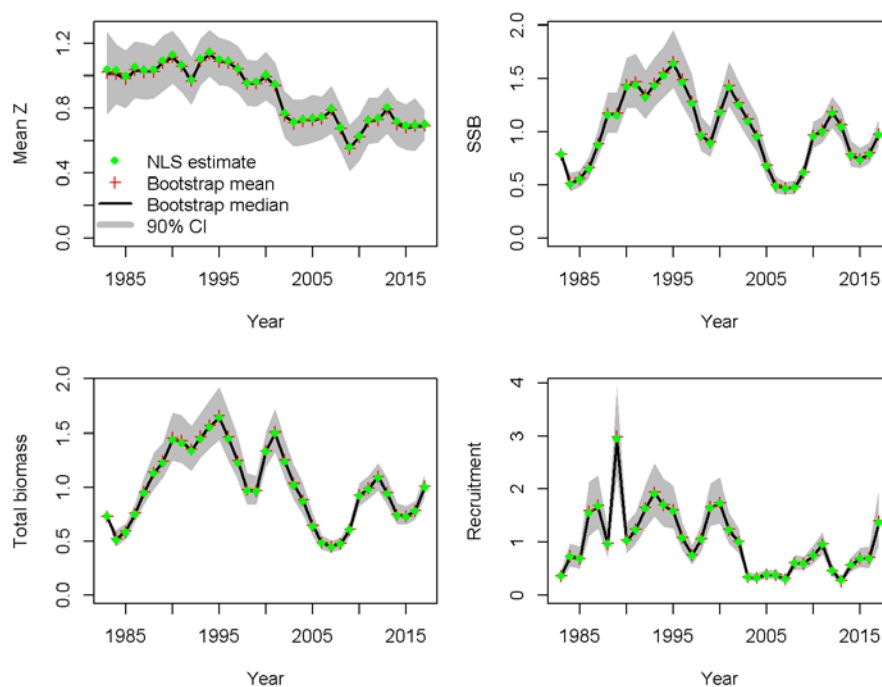 Mean Z
0.0 0.4 0.8 1.2
NLS estimate
Bootstrap mean
Bootstrap median
90% CI
1985 1995 2005 2015
Year
SSB
0.0 0.5 1.0 1.5 2.0
1985 1995 2005 2015
Year
Total biomass
0.0 0.5 1.0 1.5 2.0
1985 1995 2005 2015
Year
Recruitment
0 1 2 3 4
1985 1995 2005 2015
Year